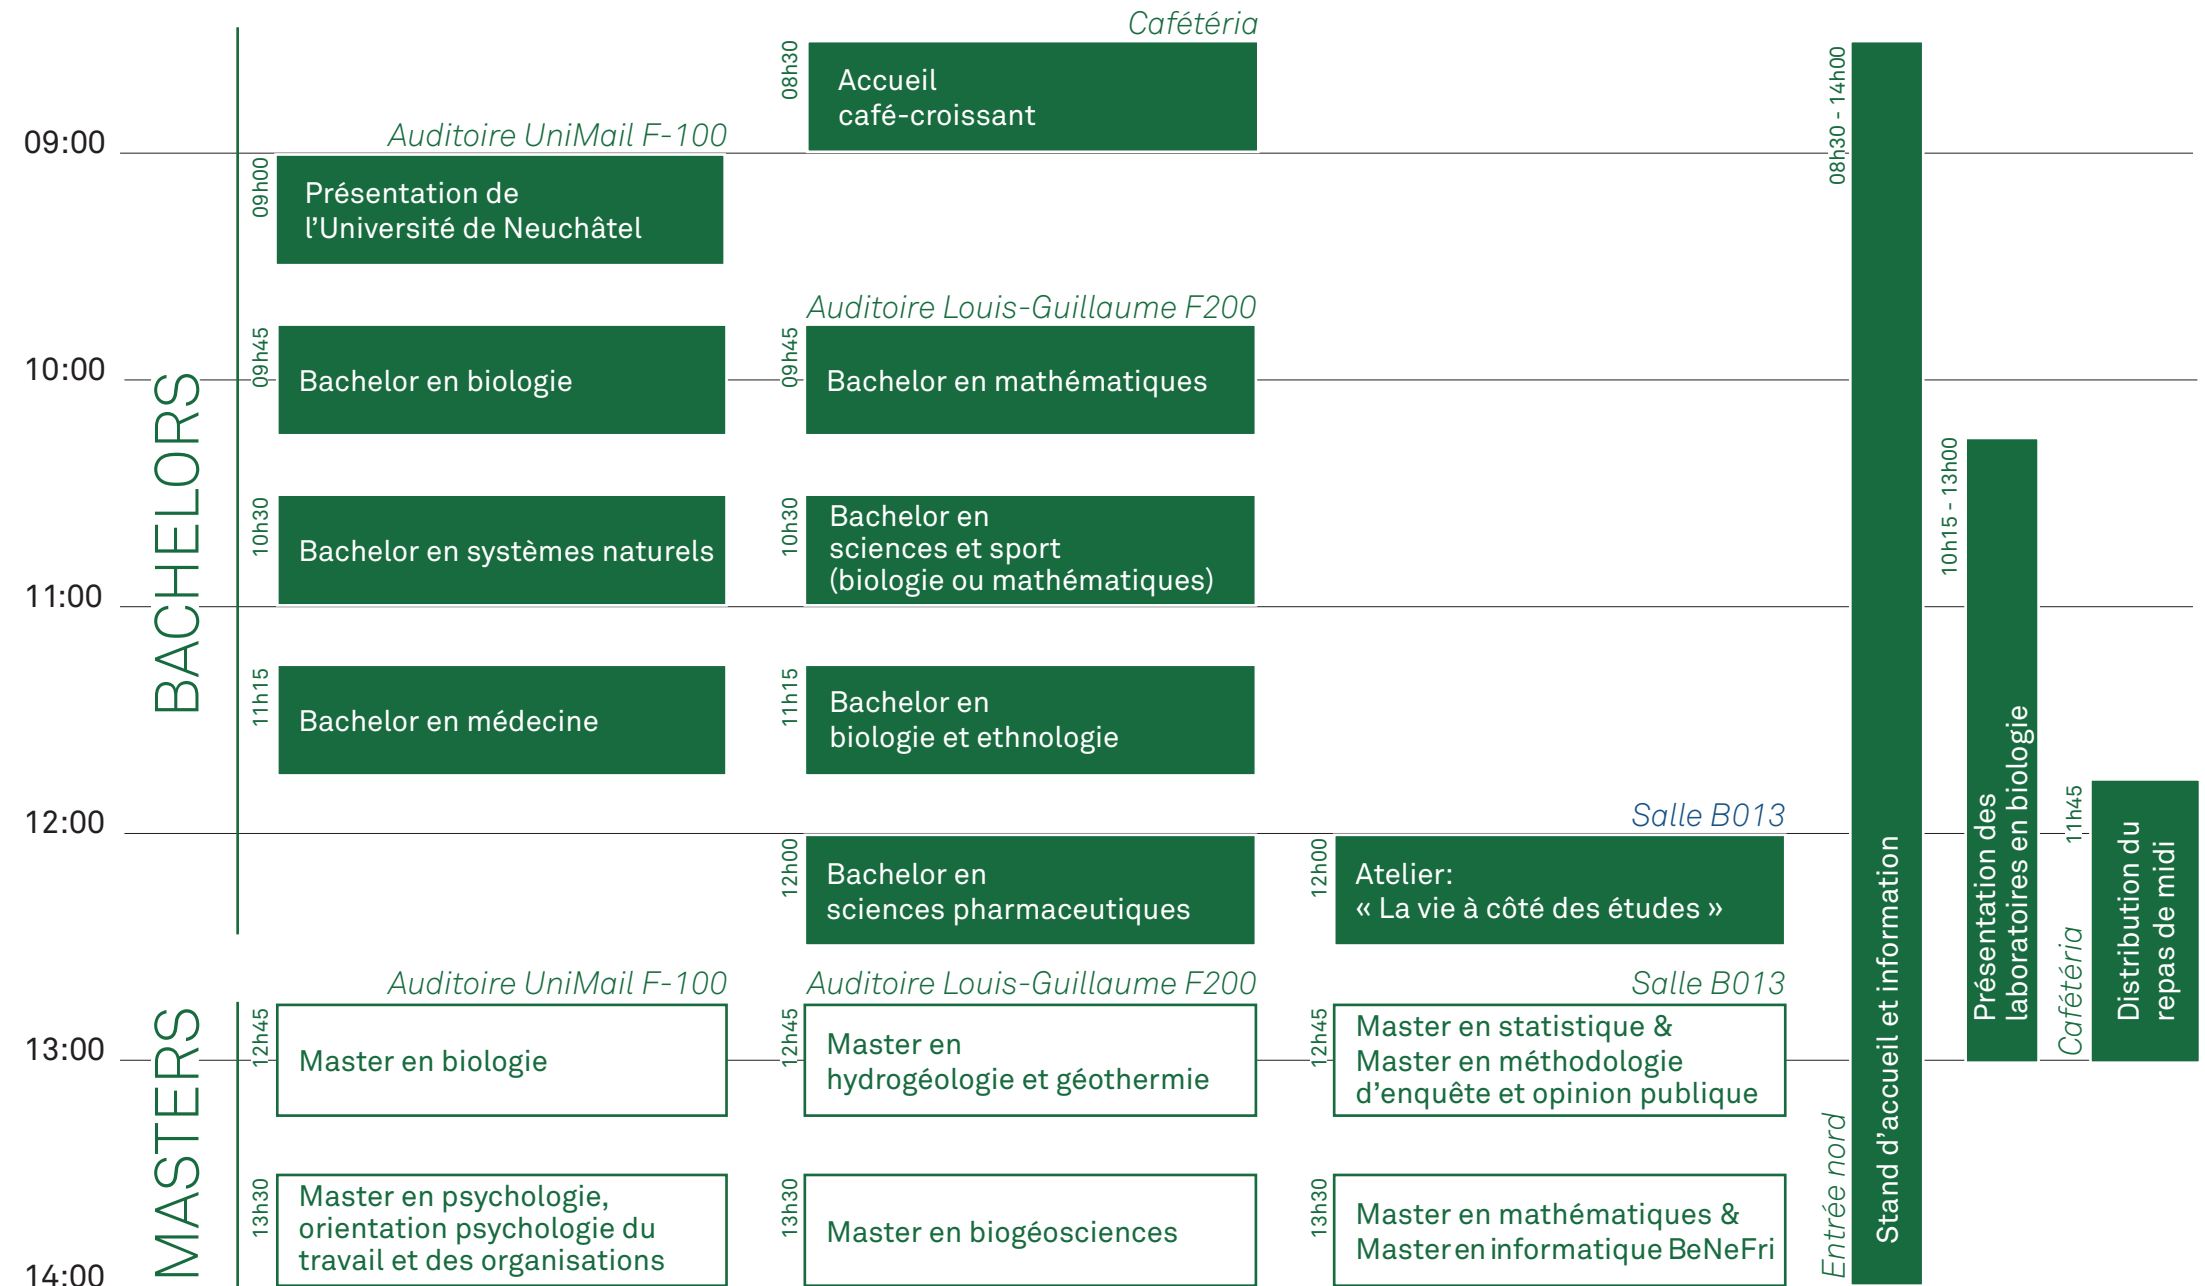 Cafétéria
08h30
Accueil
café-croissant
08h30 - 14h00
09:00
Auditoire UniMail F-100
09h00
Présentation de
l’Université de Neuchâtel
Auditoire Louis-Guillaume F200
10:00
09h45
Bachelor en biologie
09h45
Bachelor en mathématiques
BACHELORS
10h15 - 13h00
10h30
Bachelor en systèmes naturels
10h30
Bachelor en
sciences et sport
(biologie ou mathématiques)
11:00
11h15
Bachelor en médecine
11h15
Bachelor en
biologie et ethnologie
12:00
Salle B013
12h00
Bachelor en
sciences pharmaceutiques
12h00
Atelier:
« La vie à côté des études »
Stand d’accueil et information
Entrée nord
Présentation des
laboratoires en biologie
11h45
Cafétéria
Distribution du
repas de midi
MASTERS
Auditoire UniMail F-100
Auditoire Louis-Guillaume F200
Salle B013
13:00
12h45
Master en biologie
12h45
Master en
hydrogéologie et géothermie
12h45
Master en statistique &
Master en méthodologie
d’enquête et opinion publique
13h30
Master en psychologie,
orientation psychologie du
travail et des organisations
13h30
Master en biogéosciences
13h30
Master en mathématiques &
Master en informatique BeNeFri
14:00